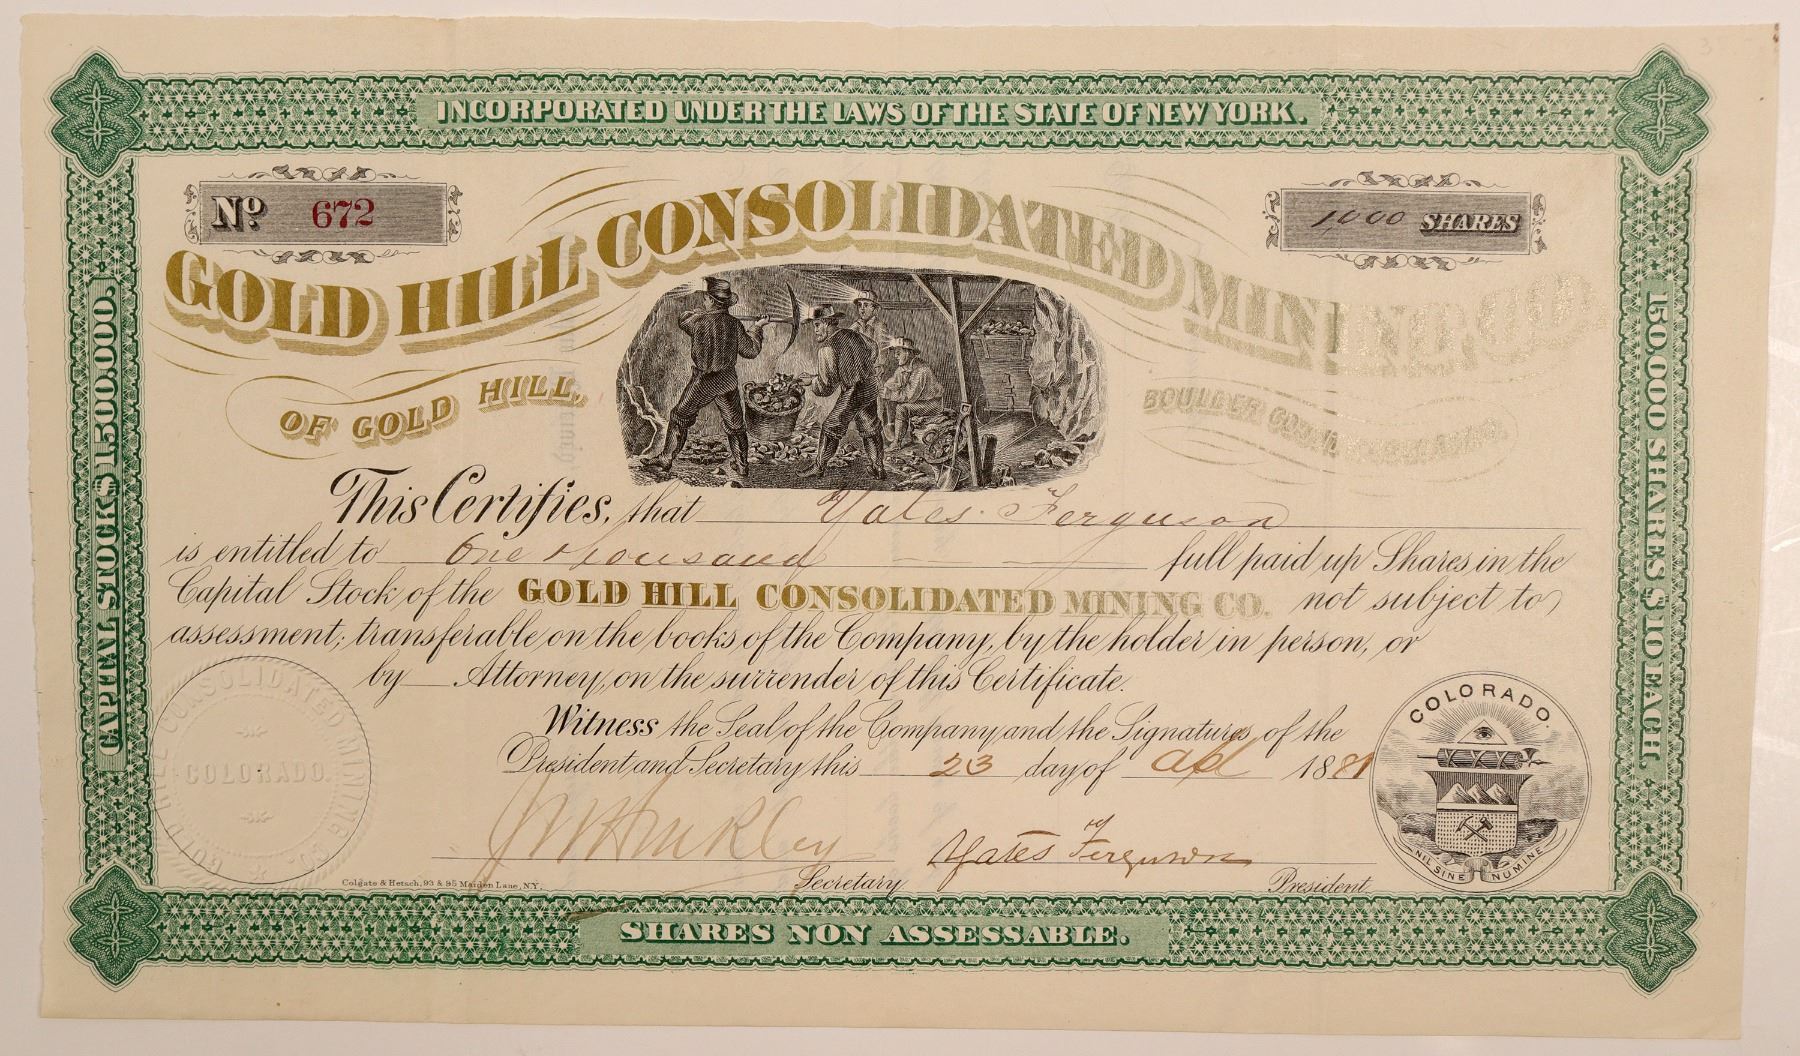 INCORPORATED UNDER THE LAWS OF THE STATE OF NEW YORK.
Nº 672
1,000 SHARES
GOLD HILL CONSOLIDATED MINING CO.
OF GOLD HILL,
BOULDER CO.
This Certifies, that Yates Ferguson
is entitled to One thousand full paid up Shares in the
Capital Stock of the GOLD HILL CONSOLIDATED MINING CO. not subject to
assessment; transferable on the books of the Company, by the holder in person, or
by Attorney, on the surrender of this Certificate.
Witness the Seal of the Company and the Signatures of the
President and Secretary this 23 day of Apl 1881
Yates Ferguson
Secretary
President
Colgate & Hetsch, 93 & 95 Maiden Lane, N.Y.
SHARES NON ASSESSABLE.
CAPITAL STOCK $1,500,000.
150,000 SHARES $10 EACH.
GOLD HILL CONSOLIDATED MINING CO.
COLORADO.
COLORADO.
NIL SINE NUMINE